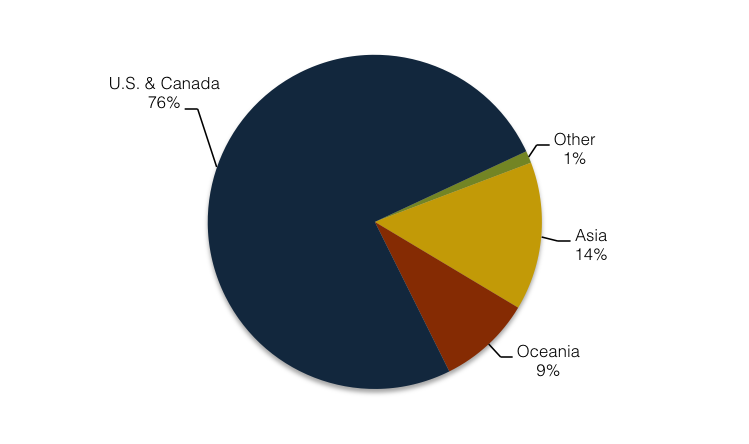 U.S. & Canada
76%
Other
1%
Asia
14%
Oceania
9%